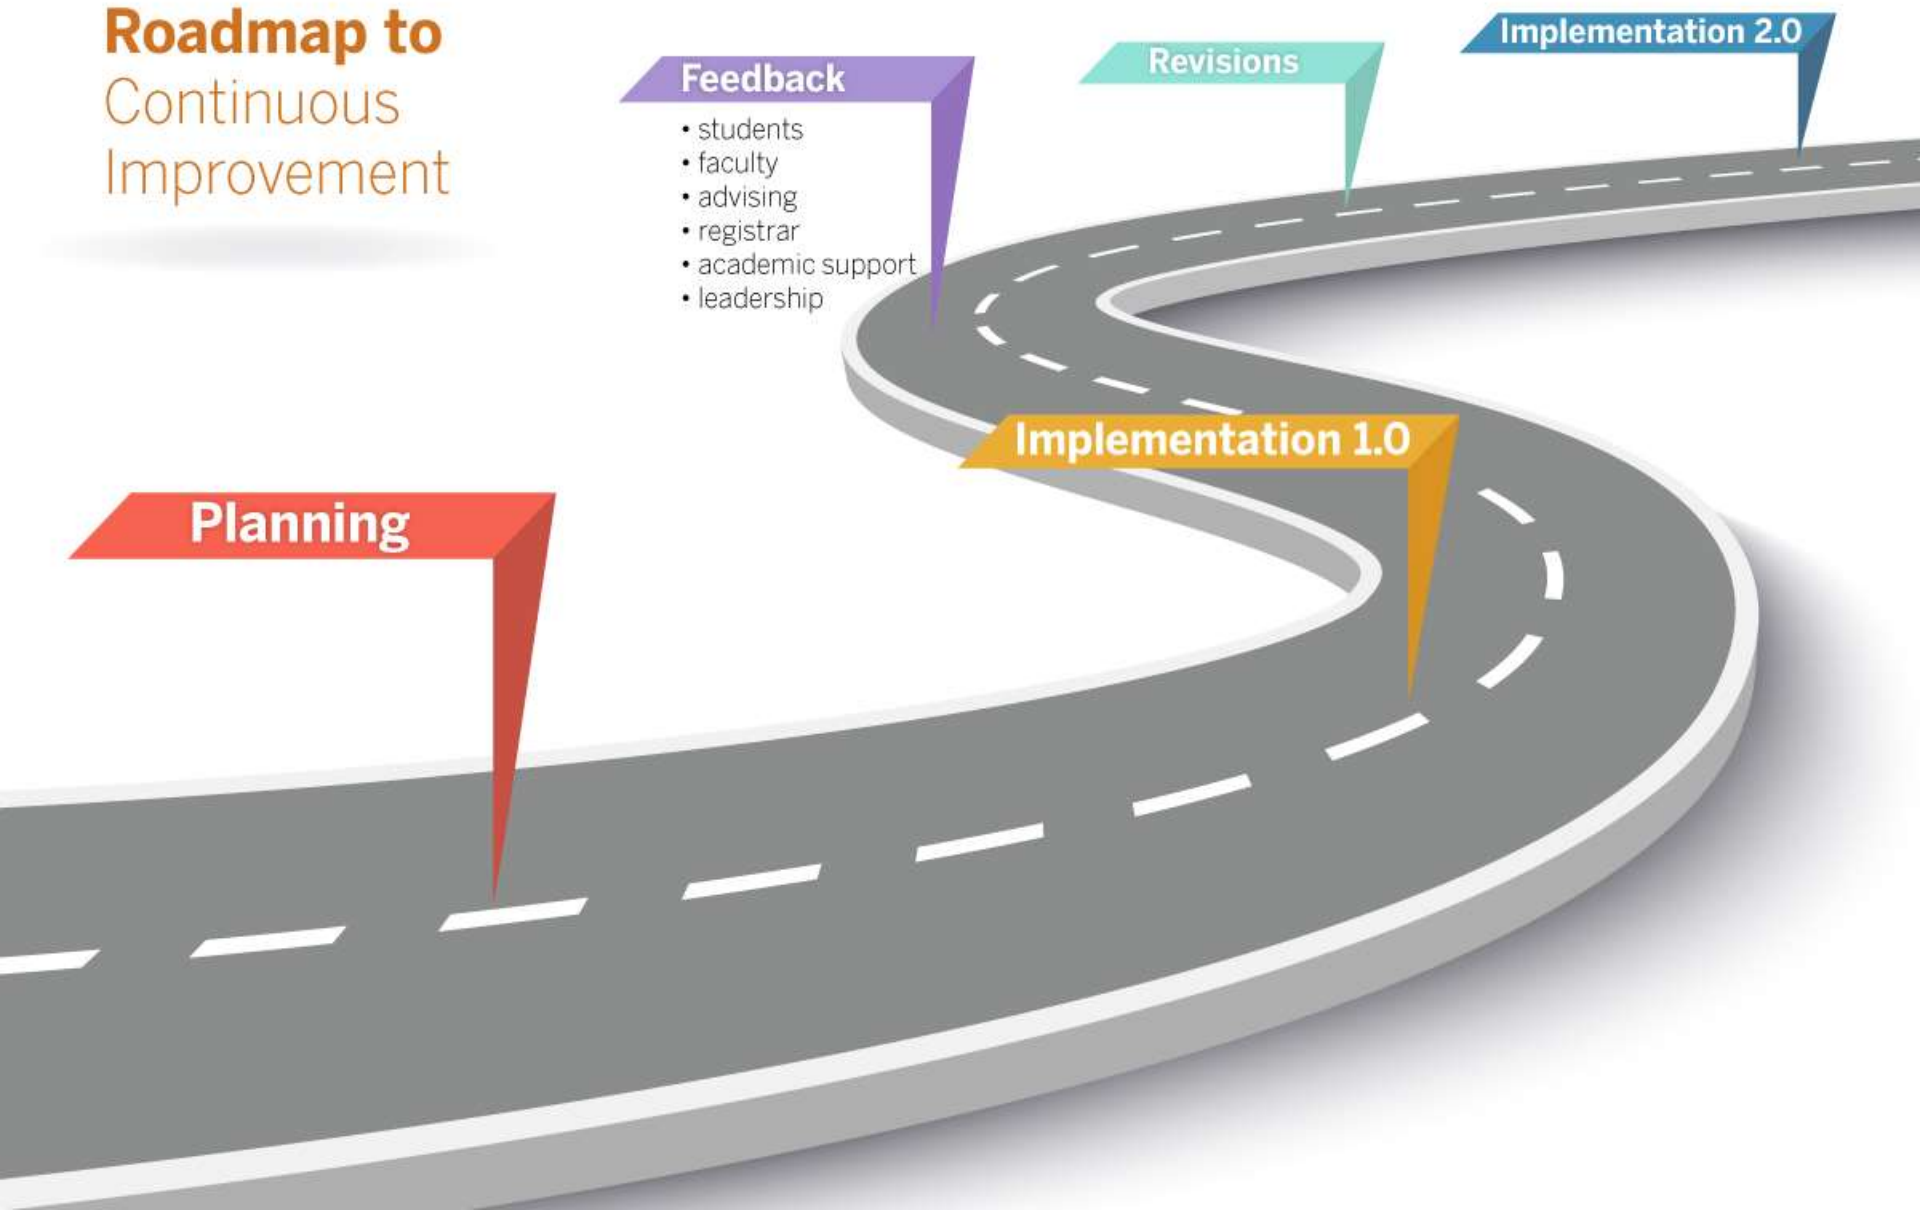 Roadmap to
Continuous
Improvement
Feedback
• students
• faculty
• advising
• registrar
• academic support
• leadership
Revisions
Implementation 2.0
Implementation 1.0
Planning